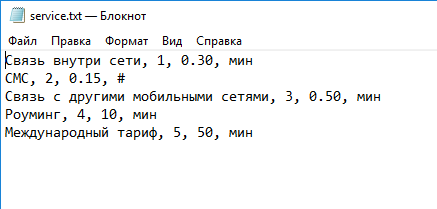 service.txt — Блокнот
Файл Правка Формат Вид Справка
Связь внутри сети, 1, 0.30, мин
СМС, 2, 0.15, #
Связь с другими мобильными сетями, 3, 0.50, мин
Роуминг, 4, 10, мин
Международный тариф, 5, 50, мин